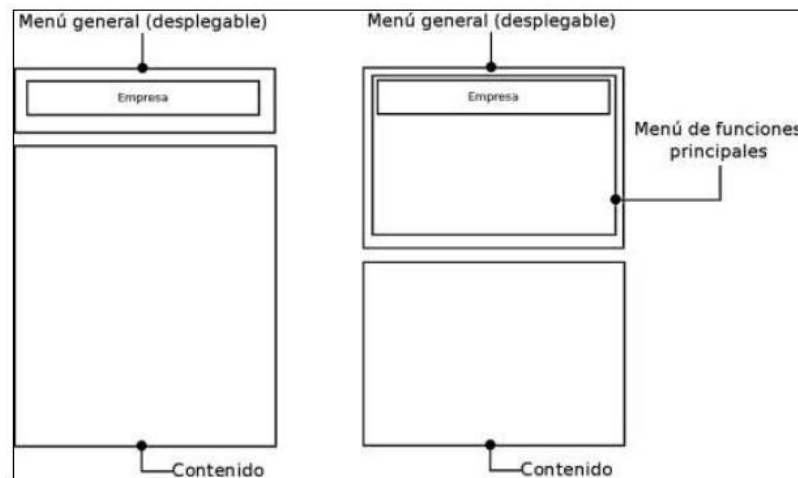 Menú general (desplegable)
Menú general (desplegable)
Empresa
Empresa
Menú de funciones
principales
Contenido
Contenido